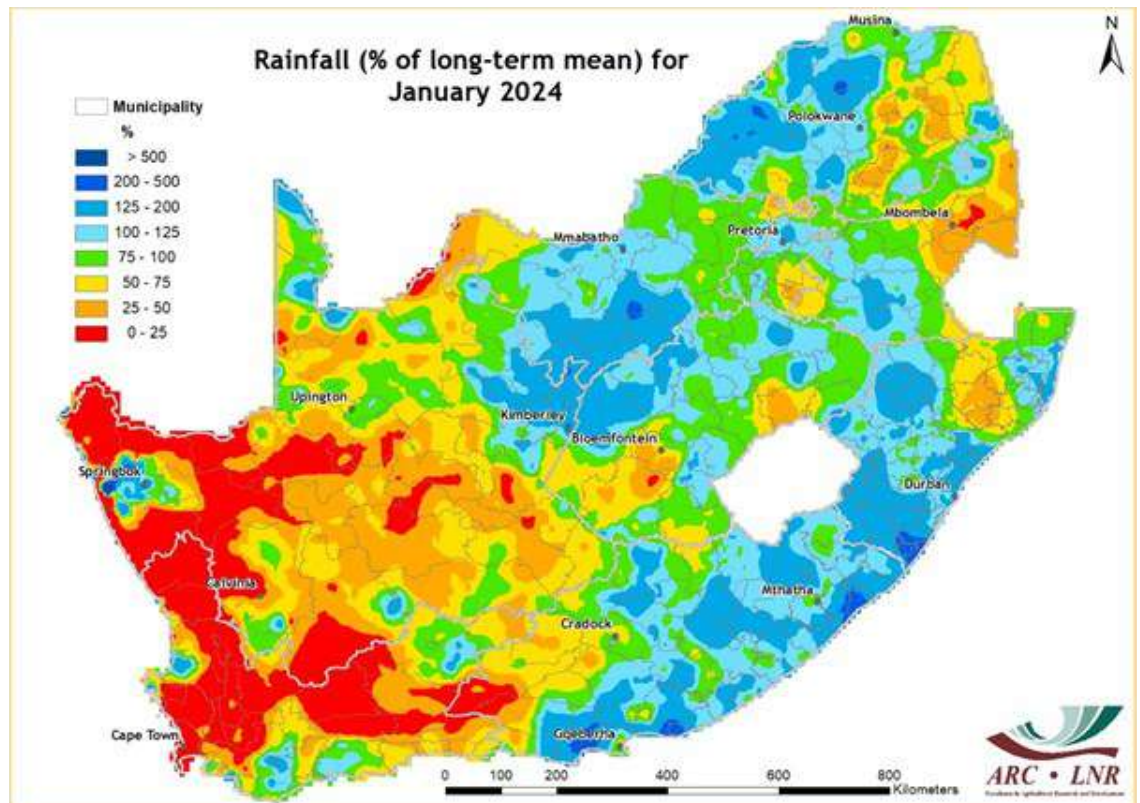 Rainfall (% of long-term mean) for
January 2024
N
Municipality
%
> 500
200 - 500
125 - 200
100 - 125
75 - 100
50 - 75
25 - 50
0 - 25
Musina
Polokwane
Mbombela
Pretoria
Mmabatho
Upington
Kimberley
Bloemfontein
Springbok
Durban
Calvinia
Mthatha
Cradock
Cape Town
Gqeberha
0 100 200 400 600 800
Kilometers
ARC • LNR